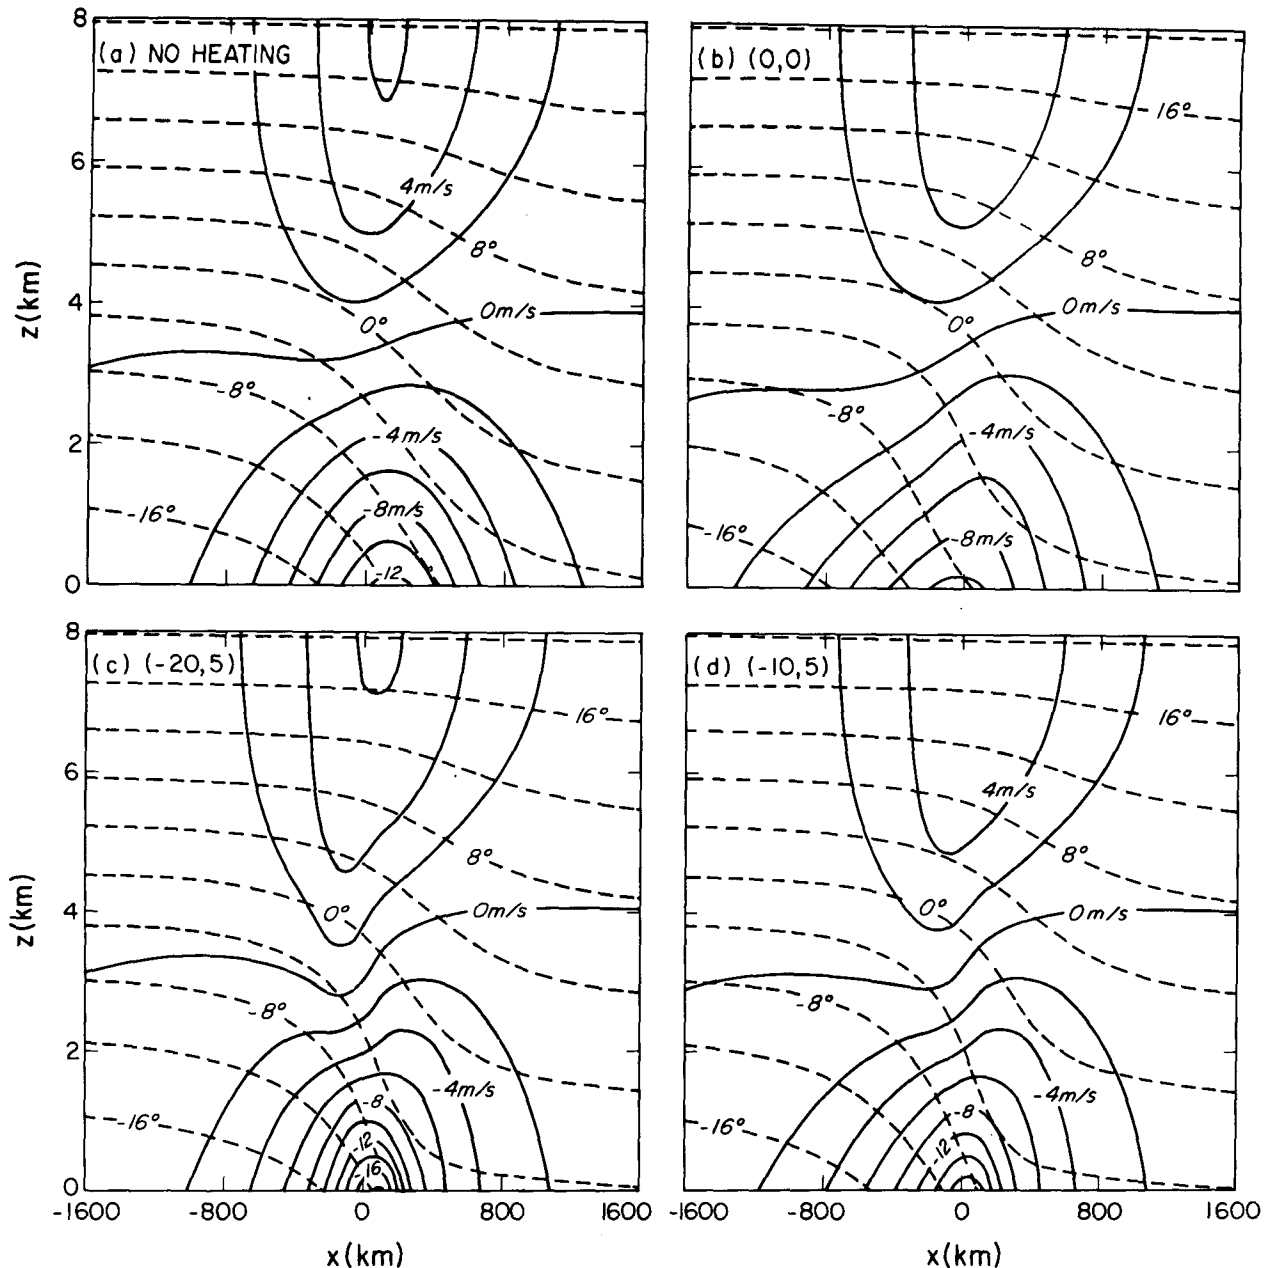 (a) NO HEATING
8
6
4
2
0
z(km)
4m/s
8°
0m/s
0°
-8°
-4m/s
-8m/s
-16°
-12
(b) (0,0)
16°
8°
0m/s
0°
-8°
-4m/s
-16°
-8m/s
(c) (-20,5)
8
6
4
2
0
z(km)
16°
8°
0°
0m/s
-8°
-4m/s
-8
-16°
-12
-16
-1600 -800 0 800 1600
x(km)
(d) (-10,5)
16°
4m/s
8°
0°
0m/s
-8°
-4m/s
-8
-16°
-12
-1600 -800 0 800 1600
x(km)